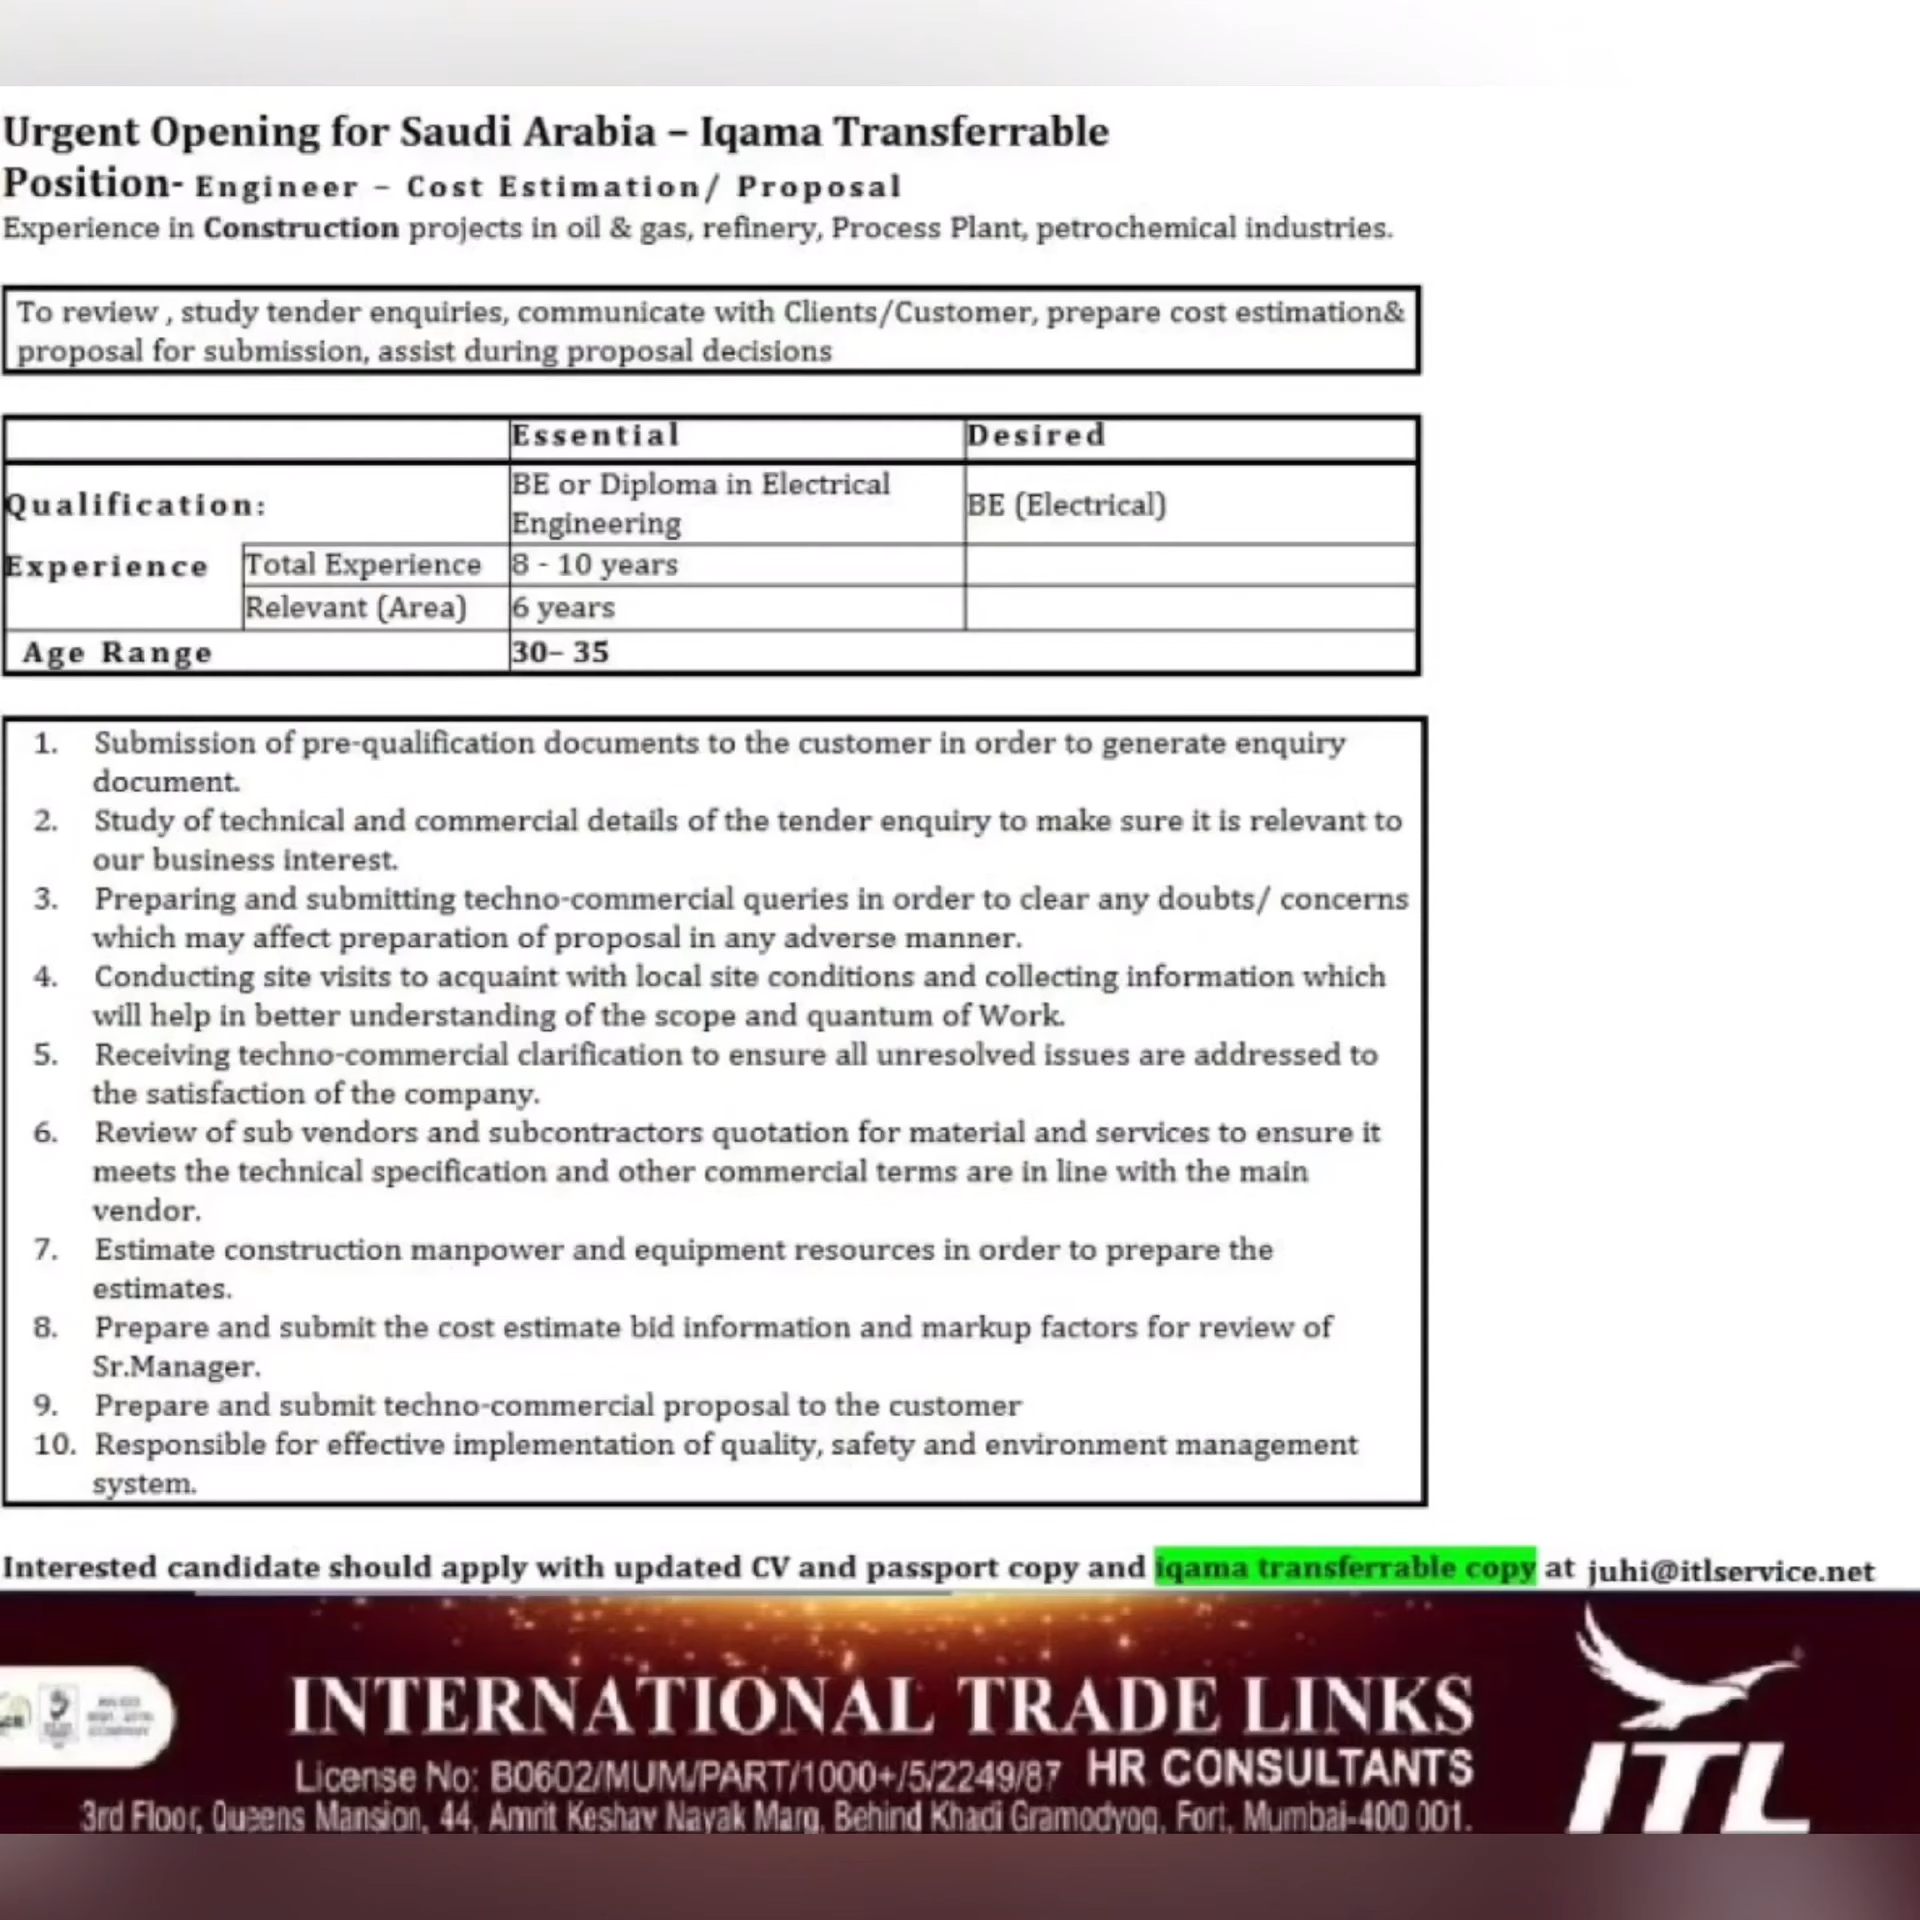 Urgent Opening for Saudi Arabia – Iqama Transferrable
Position- Engineer – Cost Estimation/ Proposal
Experience in Construction projects in oil & gas, refinery, Process Plant, petrochemical industries.
To review , study tender enquiries, communicate with Clients/Customer, prepare cost estimation&
proposal for submission, assist during proposal decisions
Essential Desired
Qualification: BE or Diploma in Electrical
Engineering BE (Electrical)
Experience Total Experience 8 - 10 years
Relevant (Area) 6 years
Age Range 30– 35
1. Submission of pre-qualification documents to the customer in order to generate enquiry
document.
2. Study of technical and commercial details of the tender enquiry to make sure it is relevant to
our business interest.
3. Preparing and submitting techno-commercial queries in order to clear any doubts/ concerns
which may affect preparation of proposal in any adverse manner.
4. Conducting site visits to acquaint with local site conditions and collecting information which
will help in better understanding of the scope and quantum of Work.
5. Receiving techno-commercial clarification to ensure all unresolved issues are addressed to
the satisfaction of the company.
6. Review of sub vendors and subcontractors quotation for material and services to ensure it
meets the technical specification and other commercial terms are in line with the main
vendor.
7. Estimate construction manpower and equipment resources in order to prepare the
estimates.
8. Prepare and submit the cost estimate bid information and markup factors for review of
Sr.Manager.
9. Prepare and submit techno-commercial proposal to the customer
10. Responsible for effective implementation of quality, safety and environment management
system.
Interested candidate should apply with updated CV and passport copy and iqama transferrable copy at juhi@itlservice.net
INTERNATIONAL TRADE LINKS
License No: B0602/MUM/PART/1000+/5/2249/87 HR CONSULTANTS
3rd Floor, Queens Mansion, 44, Amrit Keshav Nayak Marg, Behind Khadi Gramodyog, Fort, Mumbai-400 001.
ITL